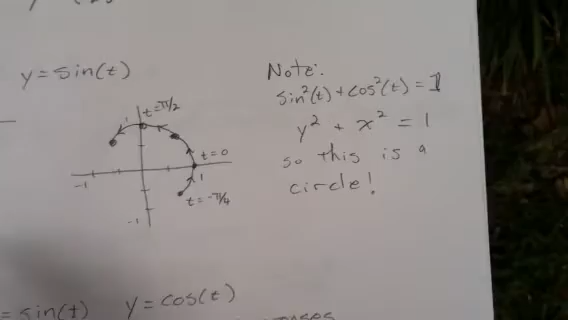 y = sin(t)
Note:
sin²(t) + cos²(t) = 1
y² + x² = 1
so this is a
circle!
t = π/2
1
t = 0
-1
1
t = -π/4
-1
= sin(t) y = cos(t)